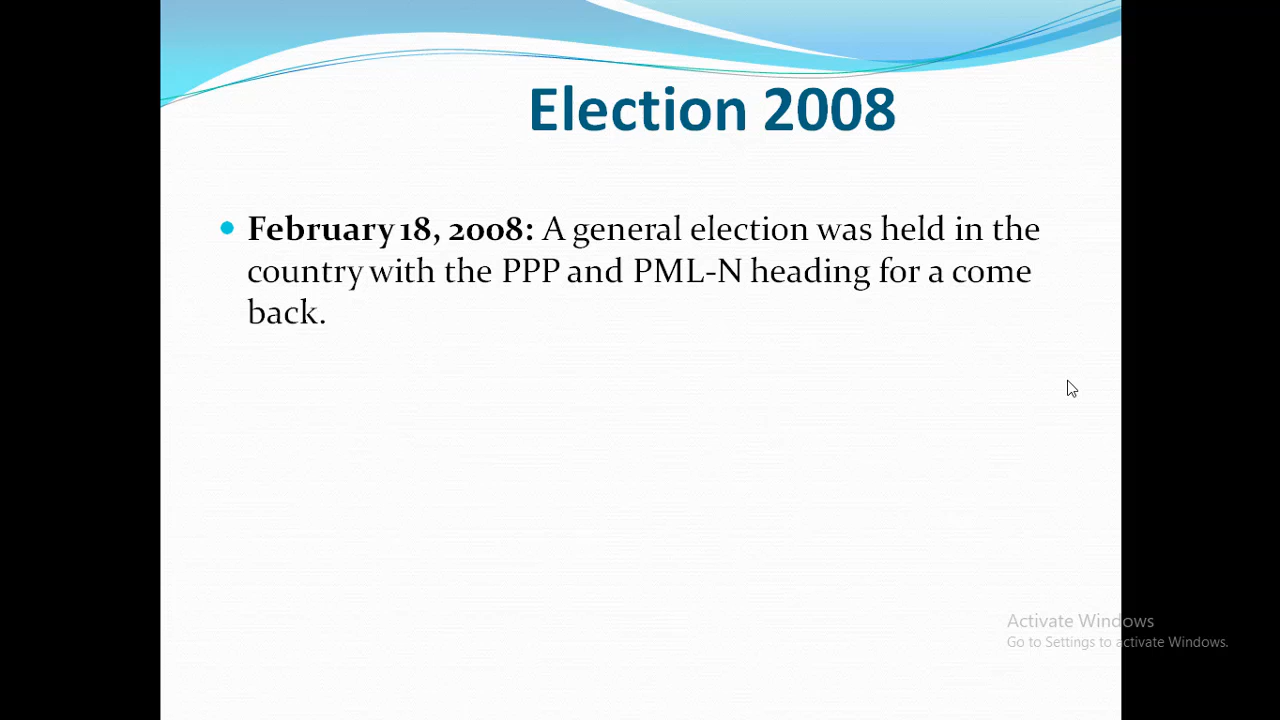 Election 2008
February 18, 2008: A general election was held in the
country with the PPP and PML-N heading for a come
back.
Activate Windows
Go to Settings to activate Windows.